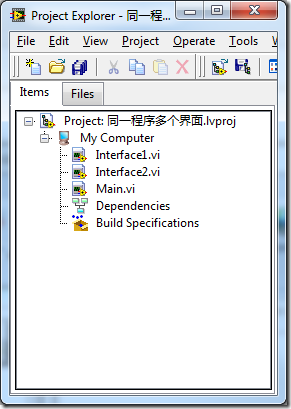 Project Explorer - 同一程...
File Edit View Project Operate Tools W
Items Files
Project: 同一程序多个界面.lvproj
My Computer
Interface1.vi
Interface2.vi
Main.vi
Dependencies
Build Specifications